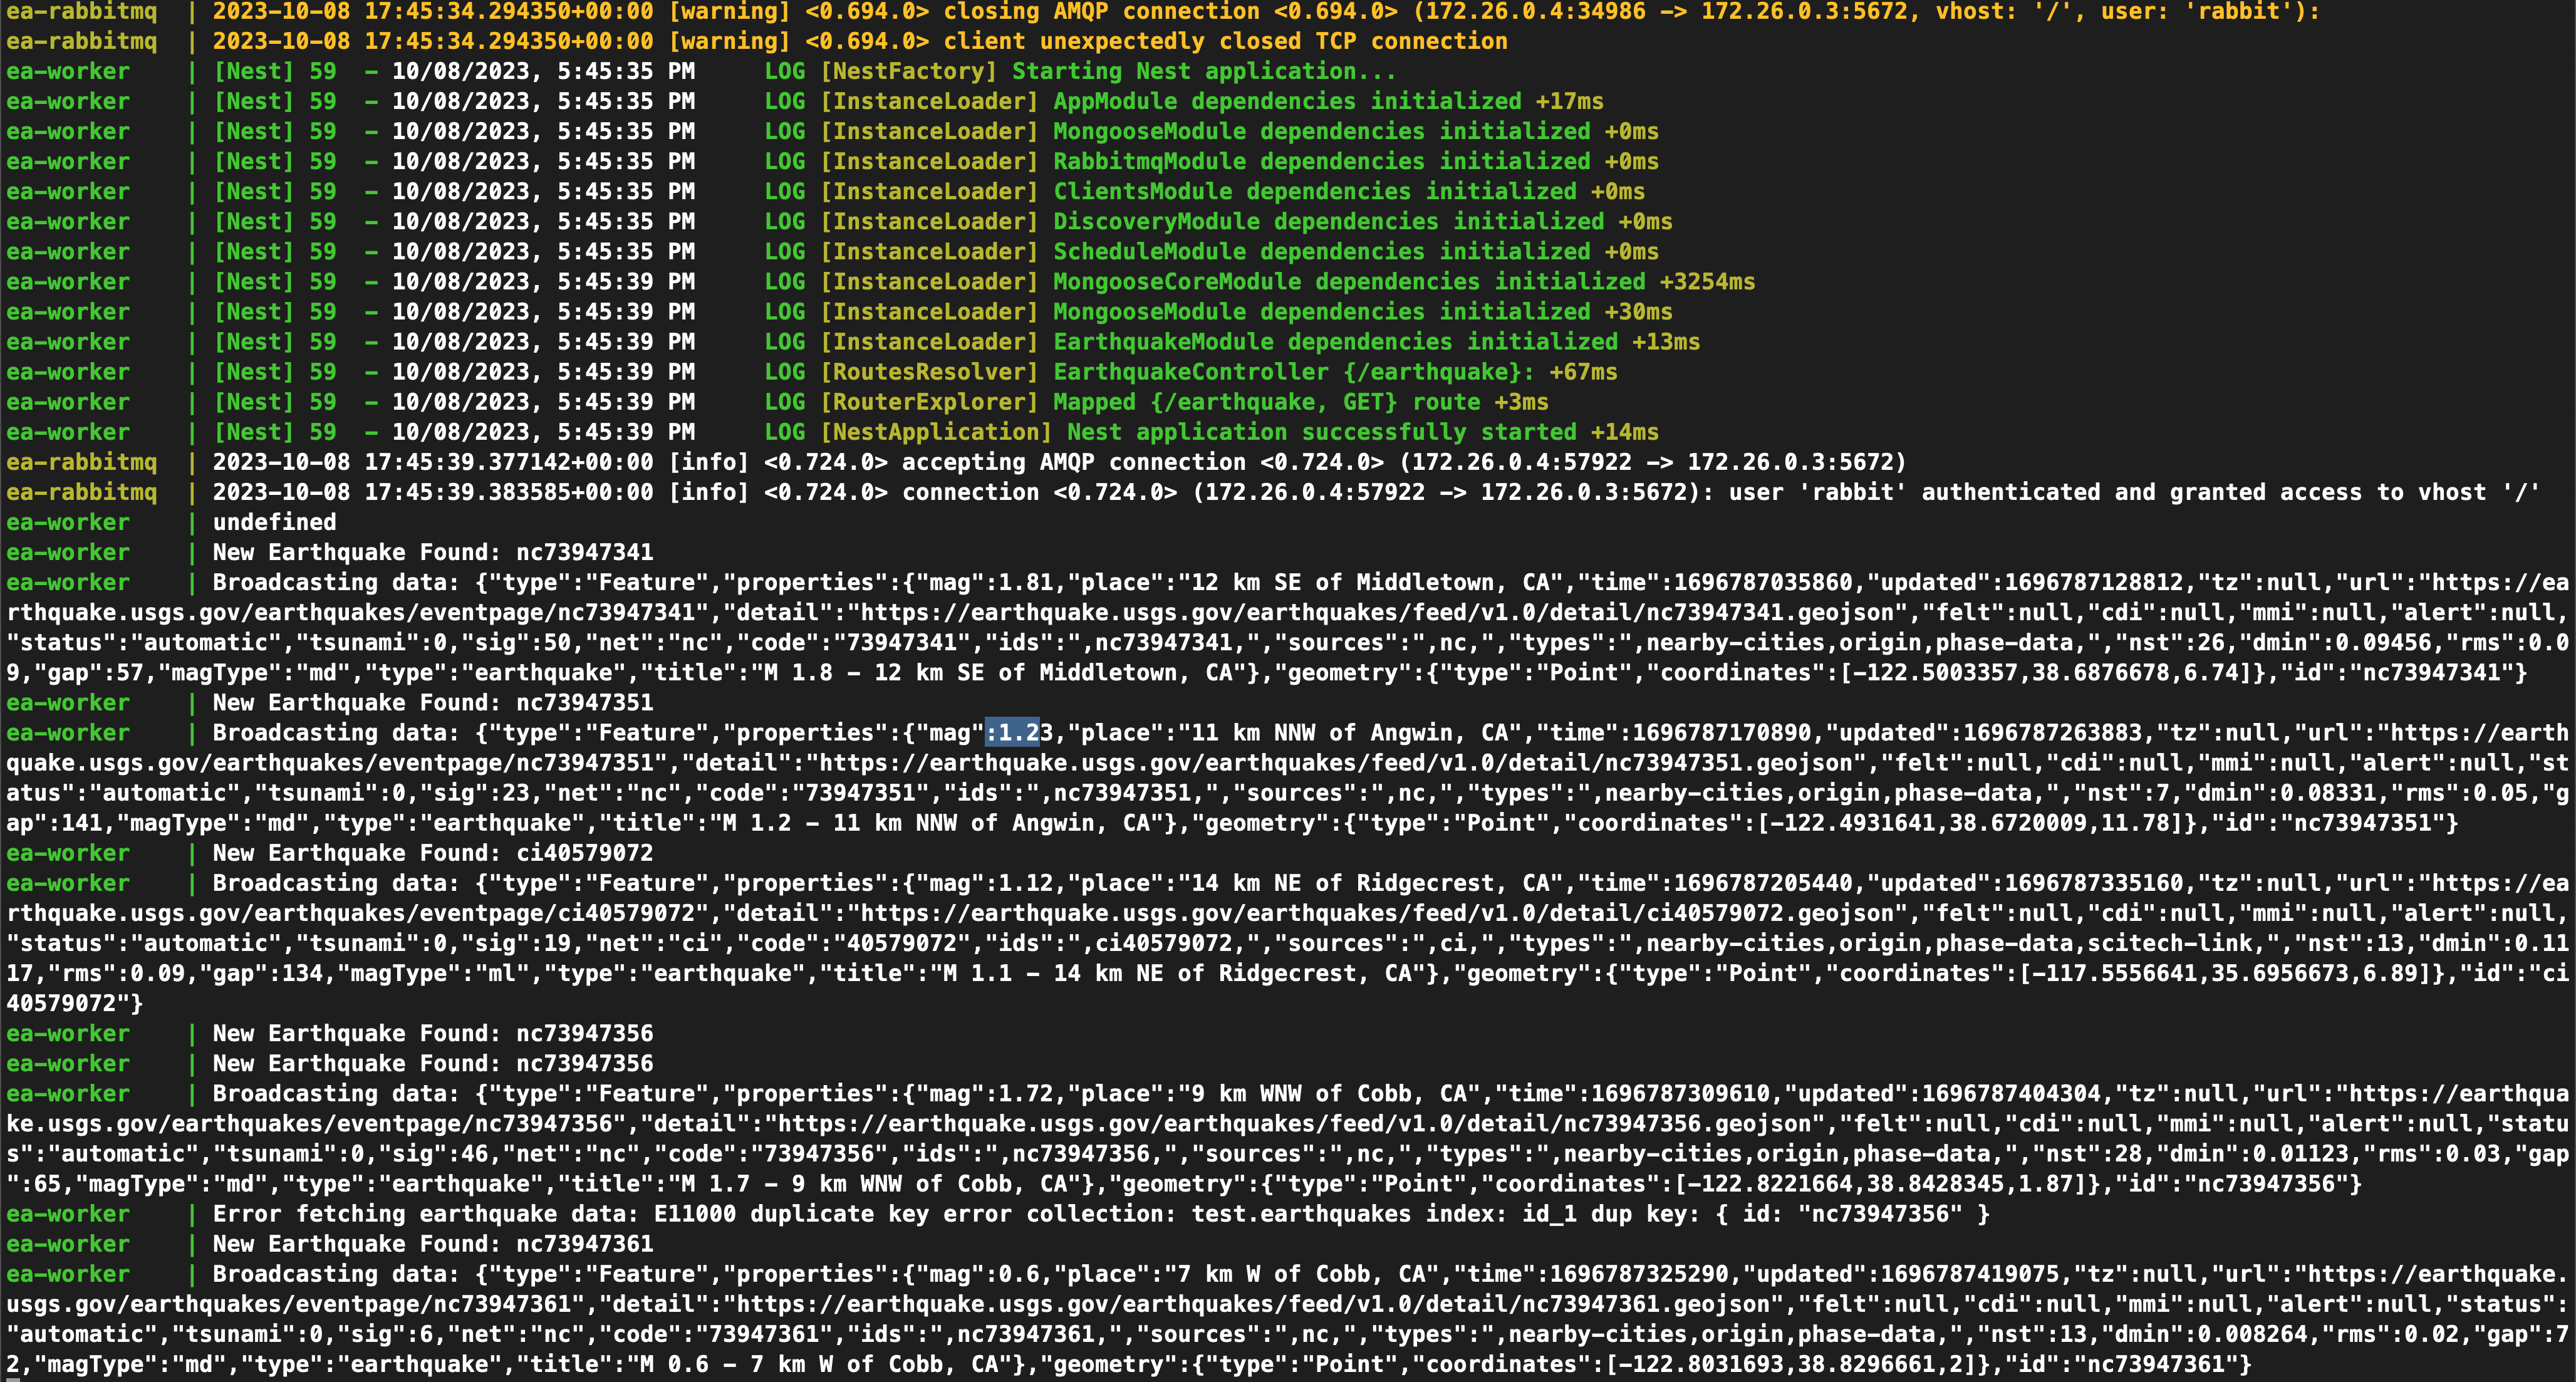 ea-rabbitmq  | 2023-10-08 17:45:34.294350+00:00 [warning] <0.694.0> closing AMQP connection <0.694.0> (172.26.0.4:34986 -> 172.26.0.3:5672, vhost: '/', user: 'rabbit'):
ea-rabbitmq  | 2023-10-08 17:45:34.294350+00:00 [warning] <0.694.0> client unexpectedly closed TCP connection
ea-worker    | [Nest] 59  - 10/08/2023, 5:45:35 PM     LOG [NestFactory] Starting Nest application...
ea-worker    | [Nest] 59  - 10/08/2023, 5:45:35 PM     LOG [InstanceLoader] AppModule dependencies initialized +17ms
ea-worker    | [Nest] 59  - 10/08/2023, 5:45:35 PM     LOG [InstanceLoader] MongooseModule dependencies initialized +0ms
ea-worker    | [Nest] 59  - 10/08/2023, 5:45:35 PM     LOG [InstanceLoader] RabbitmqModule dependencies initialized +0ms
ea-worker    | [Nest] 59  - 10/08/2023, 5:45:35 PM     LOG [InstanceLoader] ClientsModule dependencies initialized +0ms
ea-worker    | [Nest] 59  - 10/08/2023, 5:45:35 PM     LOG [InstanceLoader] DiscoveryModule dependencies initialized +0ms
ea-worker    | [Nest] 59  - 10/08/2023, 5:45:35 PM     LOG [InstanceLoader] ScheduleModule dependencies initialized +0ms
ea-worker    | [Nest] 59  - 10/08/2023, 5:45:39 PM     LOG [InstanceLoader] MongooseCoreModule dependencies initialized +3254ms
ea-worker    | [Nest] 59  - 10/08/2023, 5:45:39 PM     LOG [InstanceLoader] MongooseModule dependencies initialized +30ms
ea-worker    | [Nest] 59  - 10/08/2023, 5:45:39 PM     LOG [InstanceLoader] EarthquakeModule dependencies initialized +13ms
ea-worker    | [Nest] 59  - 10/08/2023, 5:45:39 PM     LOG [RoutesResolver] EarthquakeController {/earthquake}: +67ms
ea-worker    | [Nest] 59  - 10/08/2023, 5:45:39 PM     LOG [RouterExplorer] Mapped {/earthquake, GET} route +3ms
ea-worker    | [Nest] 59  - 10/08/2023, 5:45:39 PM     LOG [NestApplication] Nest application successfully started +14ms
ea-rabbitmq  | 2023-10-08 17:45:39.377142+00:00 [info] <0.724.0> accepting AMQP connection <0.724.0> (172.26.0.4:57922 -> 172.26.0.3:5672)
ea-rabbitmq  | 2023-10-08 17:45:39.383585+00:00 [info] <0.724.0> connection <0.724.0> (172.26.0.4:57922 -> 172.26.0.3:5672): user 'rabbit' authenticated and granted access to vhost '/'
ea-worker    | undefined
ea-worker    | New Earthquake Found: nc73947341
ea-worker    | Broadcasting data: {"type":"Feature","properties":{"mag":1.81,"place":"12 km SE of Middletown, CA","time":1696787035860,"updated":1696787128812,"tz":null,"url":"https://ea
rthquake.usgs.gov/earthquakes/eventpage/nc73947341","detail":"https://earthquake.usgs.gov/earthquakes/feed/v1.0/detail/nc73947341.geojson","felt":null,"cdi":null,"mmi":null,"alert":null,
"status":"automatic","tsunami":0,"sig":50,"net":"nc","code":"73947341","ids":",nc73947341,","sources":",nc,","types":",nearby-cities,origin,phase-data,","nst":26,"dmin":0.09456,"rms":0.0
9,"gap":57,"magType":"md","type":"earthquake","title":"M 1.8 - 12 km SE of Middletown, CA"},"geometry":{"type":"Point","coordinates":[-122.5003357,38.6876678,6.74]},"id":"nc73947341"}
ea-worker    | New Earthquake Found: nc73947351
ea-worker    | Broadcasting data: {"type":"Feature","properties":{"mag":1.23,"place":"11 km NNW of Angwin, CA","time":1696787170890,"updated":1696787263883,"tz":null,"url":"https://earth
quake.usgs.gov/earthquakes/eventpage/nc73947351","detail":"https://earthquake.usgs.gov/earthquakes/feed/v1.0/detail/nc73947351.geojson","felt":null,"cdi":null,"mmi":null,"alert":null,"st
atus":"automatic","tsunami":0,"sig":23,"net":"nc","code":"73947351","ids":",nc73947351,","sources":",nc,","types":",nearby-cities,origin,phase-data,","nst":7,"dmin":0.08331,"rms":0.05,"g
ap":141,"magType":"md","type":"earthquake","title":"M 1.2 - 11 km NNW of Angwin, CA"},"geometry":{"type":"Point","coordinates":[-122.4931641,38.6720009,11.78]},"id":"nc73947351"}
ea-worker    | New Earthquake Found: ci40579072
ea-worker    | Broadcasting data: {"type":"Feature","properties":{"mag":1.12,"place":"14 km NE of Ridgecrest, CA","time":1696787205440,"updated":1696787335160,"tz":null,"url":"https://ea
rthquake.usgs.gov/earthquakes/eventpage/ci40579072","detail":"https://earthquake.usgs.gov/earthquakes/feed/v1.0/detail/ci40579072.geojson","felt":null,"cdi":null,"mmi":null,"alert":null,
"status":"automatic","tsunami":0,"sig":19,"net":"ci","code":"40579072","ids":",ci40579072,","sources":",ci,","types":",nearby-cities,origin,phase-data,scitech-link,","nst":13,"dmin":0.11
17,"rms":0.09,"gap":134,"magType":"ml","type":"earthquake","title":"M 1.1 - 14 km NE of Ridgecrest, CA"},"geometry":{"type":"Point","coordinates":[-117.5556641,35.6956673,6.89]},"id":"ci
40579072"}
ea-worker    | New Earthquake Found: nc73947356
ea-worker    | New Earthquake Found: nc73947356
ea-worker    | Broadcasting data: {"type":"Feature","properties":{"mag":1.72,"place":"9 km WNW of Cobb, CA","time":1696787309610,"updated":1696787404304,"tz":null,"url":"https://earthqua
ke.usgs.gov/earthquakes/eventpage/nc73947356","detail":"https://earthquake.usgs.gov/earthquakes/feed/v1.0/detail/nc73947356.geojson","felt":null,"cdi":null,"mmi":null,"alert":null,"statu
s":"automatic","tsunami":0,"sig":46,"net":"nc","code":"73947356","ids":",nc73947356,","sources":",nc,","types":",nearby-cities,origin,phase-data,","nst":28,"dmin":0.01123,"rms":0.03,"gap
":65,"magType":"md","type":"earthquake","title":"M 1.7 - 9 km WNW of Cobb, CA"},"geometry":{"type":"Point","coordinates":[-122.8221664,38.8428345,1.87]},"id":"nc73947356"}
ea-worker    | Error fetching earthquake data: E11000 duplicate key error collection: test.earthquakes index: id_1 dup key: { id: "nc73947356" }
ea-worker    | New Earthquake Found: nc73947361
ea-worker    | Broadcasting data: {"type":"Feature","properties":{"mag":0.6,"place":"7 km W of Cobb, CA","time":1696787325290,"updated":1696787419075,"tz":null,"url":"https://earthquake.
usgs.gov/earthquakes/eventpage/nc73947361","detail":"https://earthquake.usgs.gov/earthquakes/feed/v1.0/detail/nc73947361.geojson","felt":null,"cdi":null,"mmi":null,"alert":null,"status":
"automatic","tsunami":0,"sig":6,"net":"nc","code":"73947361","ids":",nc73947361,","sources":",nc,","types":",nearby-cities,origin,phase-data,","nst":13,"dmin":0.008264,"rms":0.02,"gap":7
2,"magType":"md","type":"earthquake","title":"M 0.6 - 7 km W of Cobb, CA"},"geometry":{"type":"Point","coordinates":[-122.8031693,38.8296661,2]},"id":"nc73947361"}